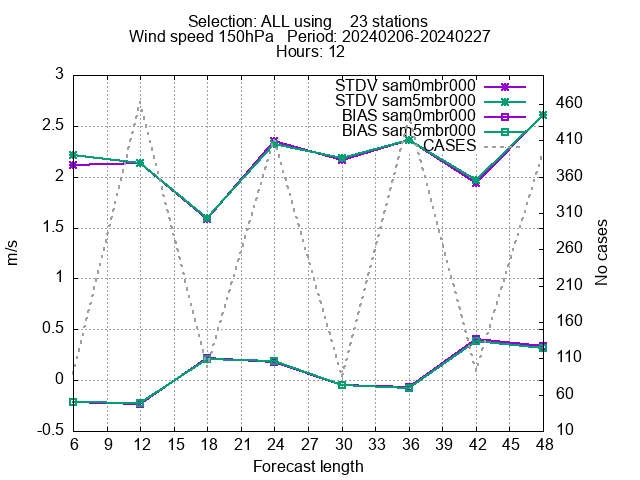 Selection: ALL using 23 stations
Wind speed 150hPa Period: 20240206-20240227
Hours: 12
STDV sam0mbr000
STDV sam5mbr000
BIAS sam0mbr000
BIAS sam5mbr000
CASES
3
2.5
2
1.5
1
0.5
0
-0.5
m/s
460
410
360
310
260
210
160
110
60
10
No cases
6 9 12 15 18 21 24 27 30 33 36 39 42 45 48
Forecast length